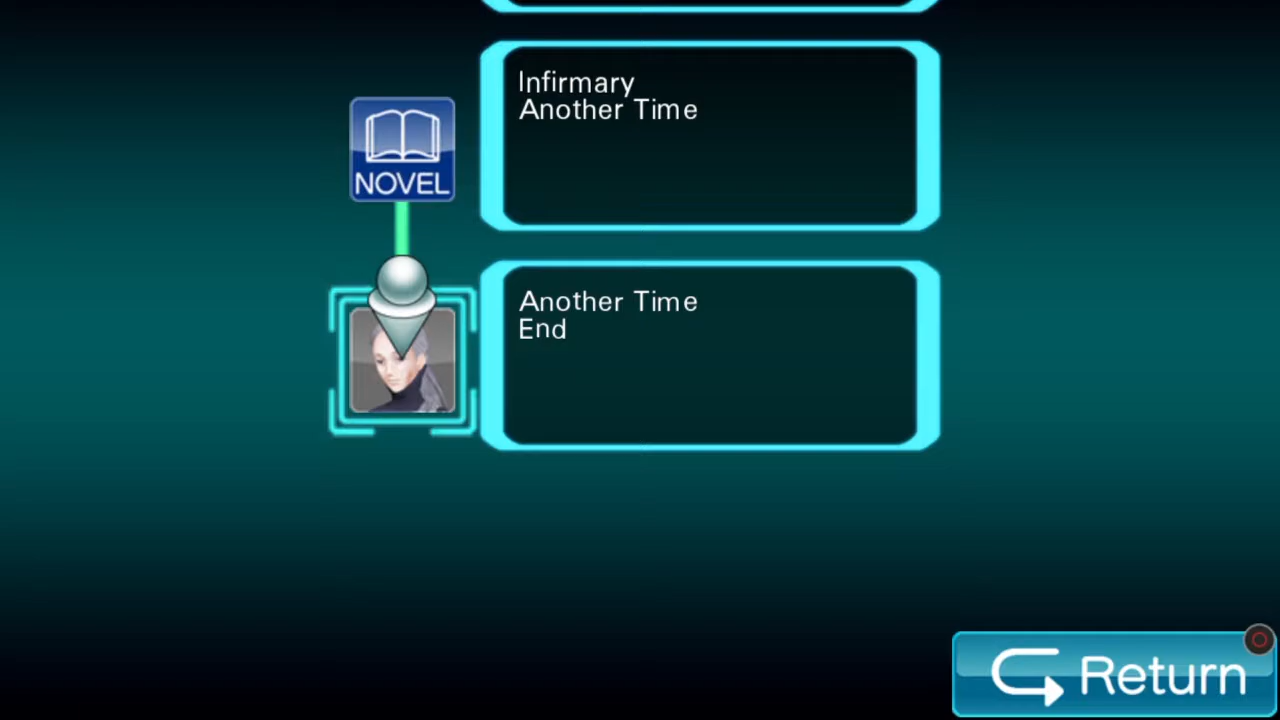 Infirmary
Another Time
NOVEL
Another Time
End
Return